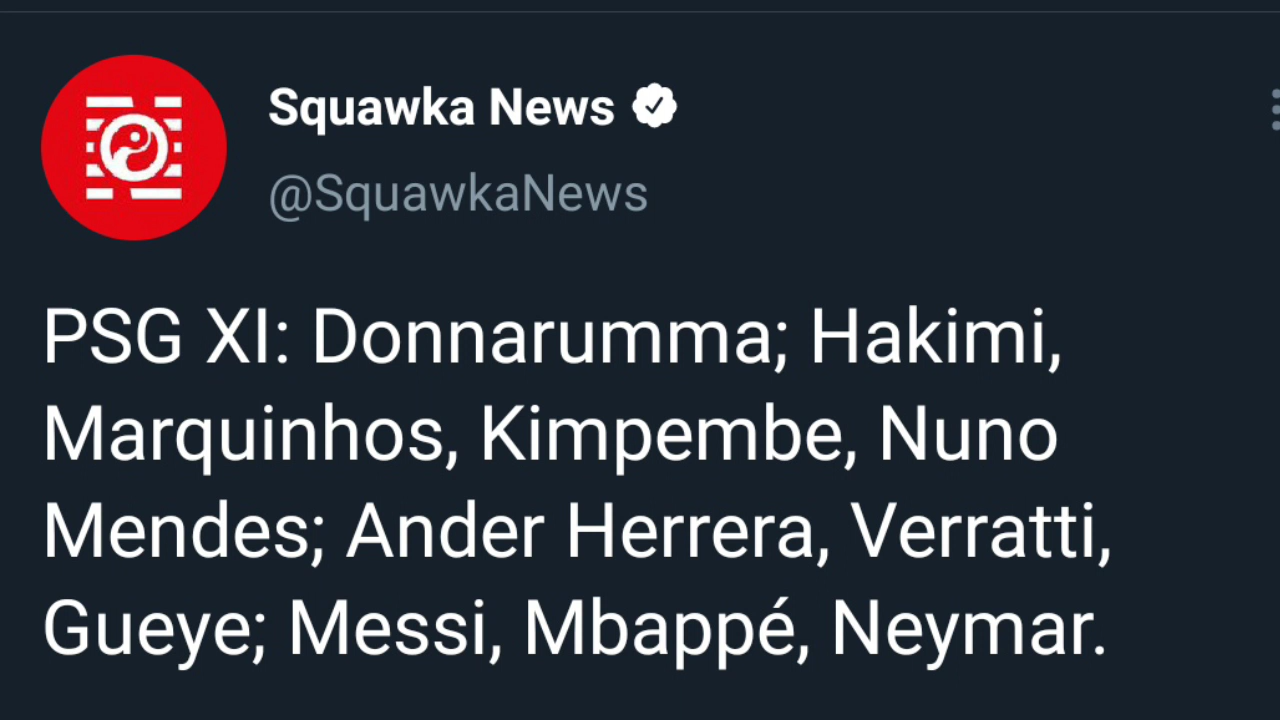 Squawka News
@SquawkaNews
PSG XI: Donnarumma; Hakimi,
Marquinhos, Kimpembe, Nuno
Mendes; Ander Herrera, Verratti,
Gueye; Messi, Mbappé, Neymar.